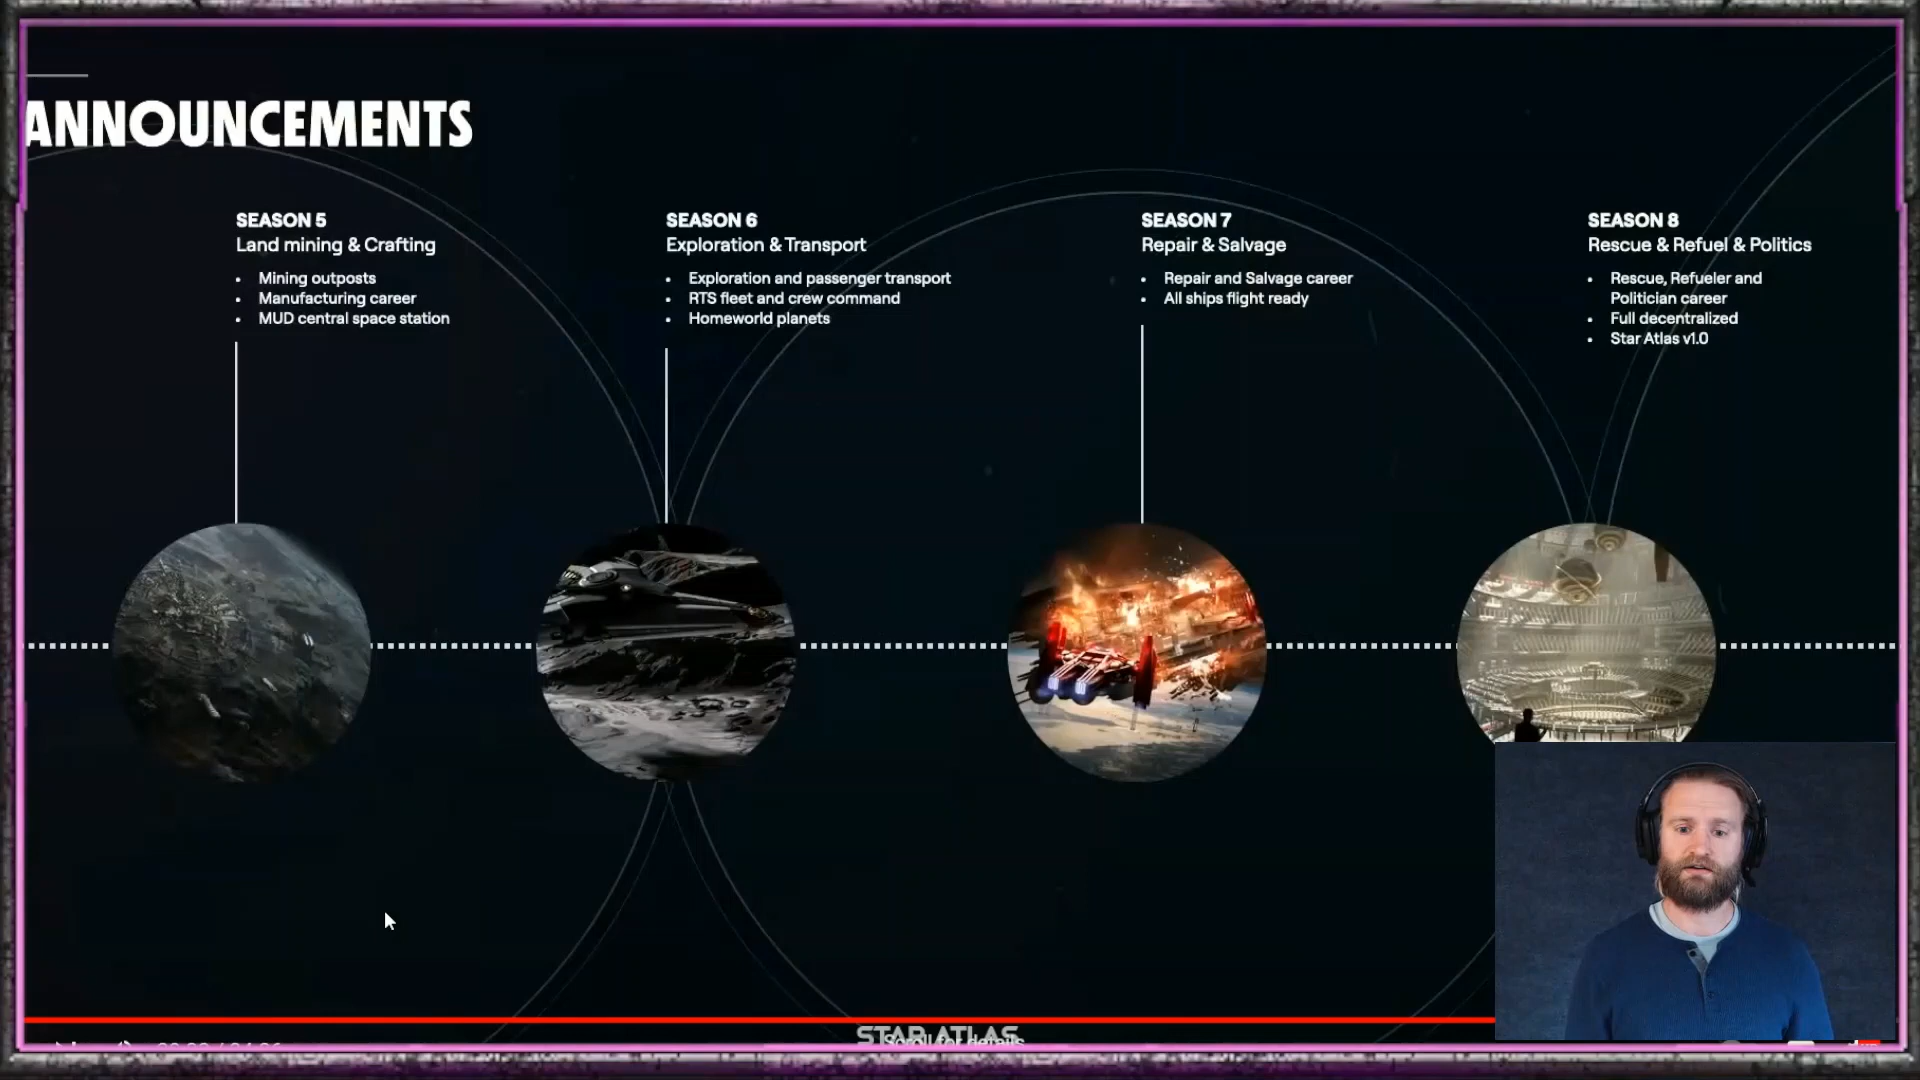 ANNOUNCEMENTS
SEASON 5
Land mining & Crafting
• Mining outposts
• Manufacturing career
• MUD central space station
SEASON 6
Exploration & Transport
• Exploration and passenger transport
• RTS fleet and crew command
• Homeworld planets
SEASON 7
Repair & Salvage
• Repair and Salvage career
• All ships flight ready
SEASON 8
Rescue & Refuel & Politics
• Rescue, Refueler and
Politician career
• Full decentralized
• Star Atlas v1.0
STAR ATLAS
Scroll for details